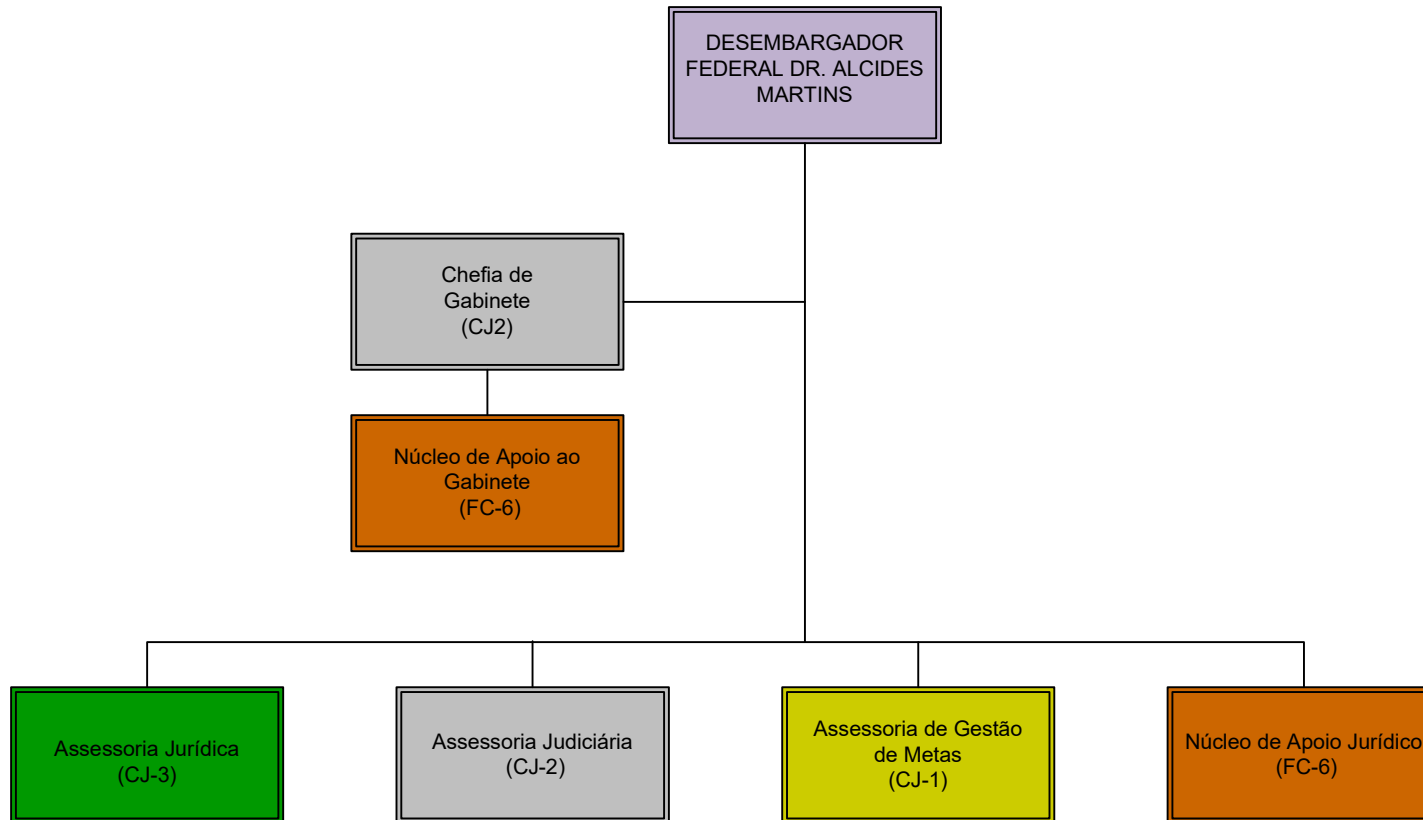 DESEMBARGADOR
FEDERAL DR. ALCIDES
MARTINS
Chefia de
Gabinete
(CJ2)
Núcleo de Apoio ao
Gabinete
(FC-6)
Assessoria Jurídica
(CJ-3)
Assessoria Judiciária
(CJ-2)
Assessoria de Gestão
de Metas
(CJ-1)
Núcleo de Apoio Jurídico
(FC-6)